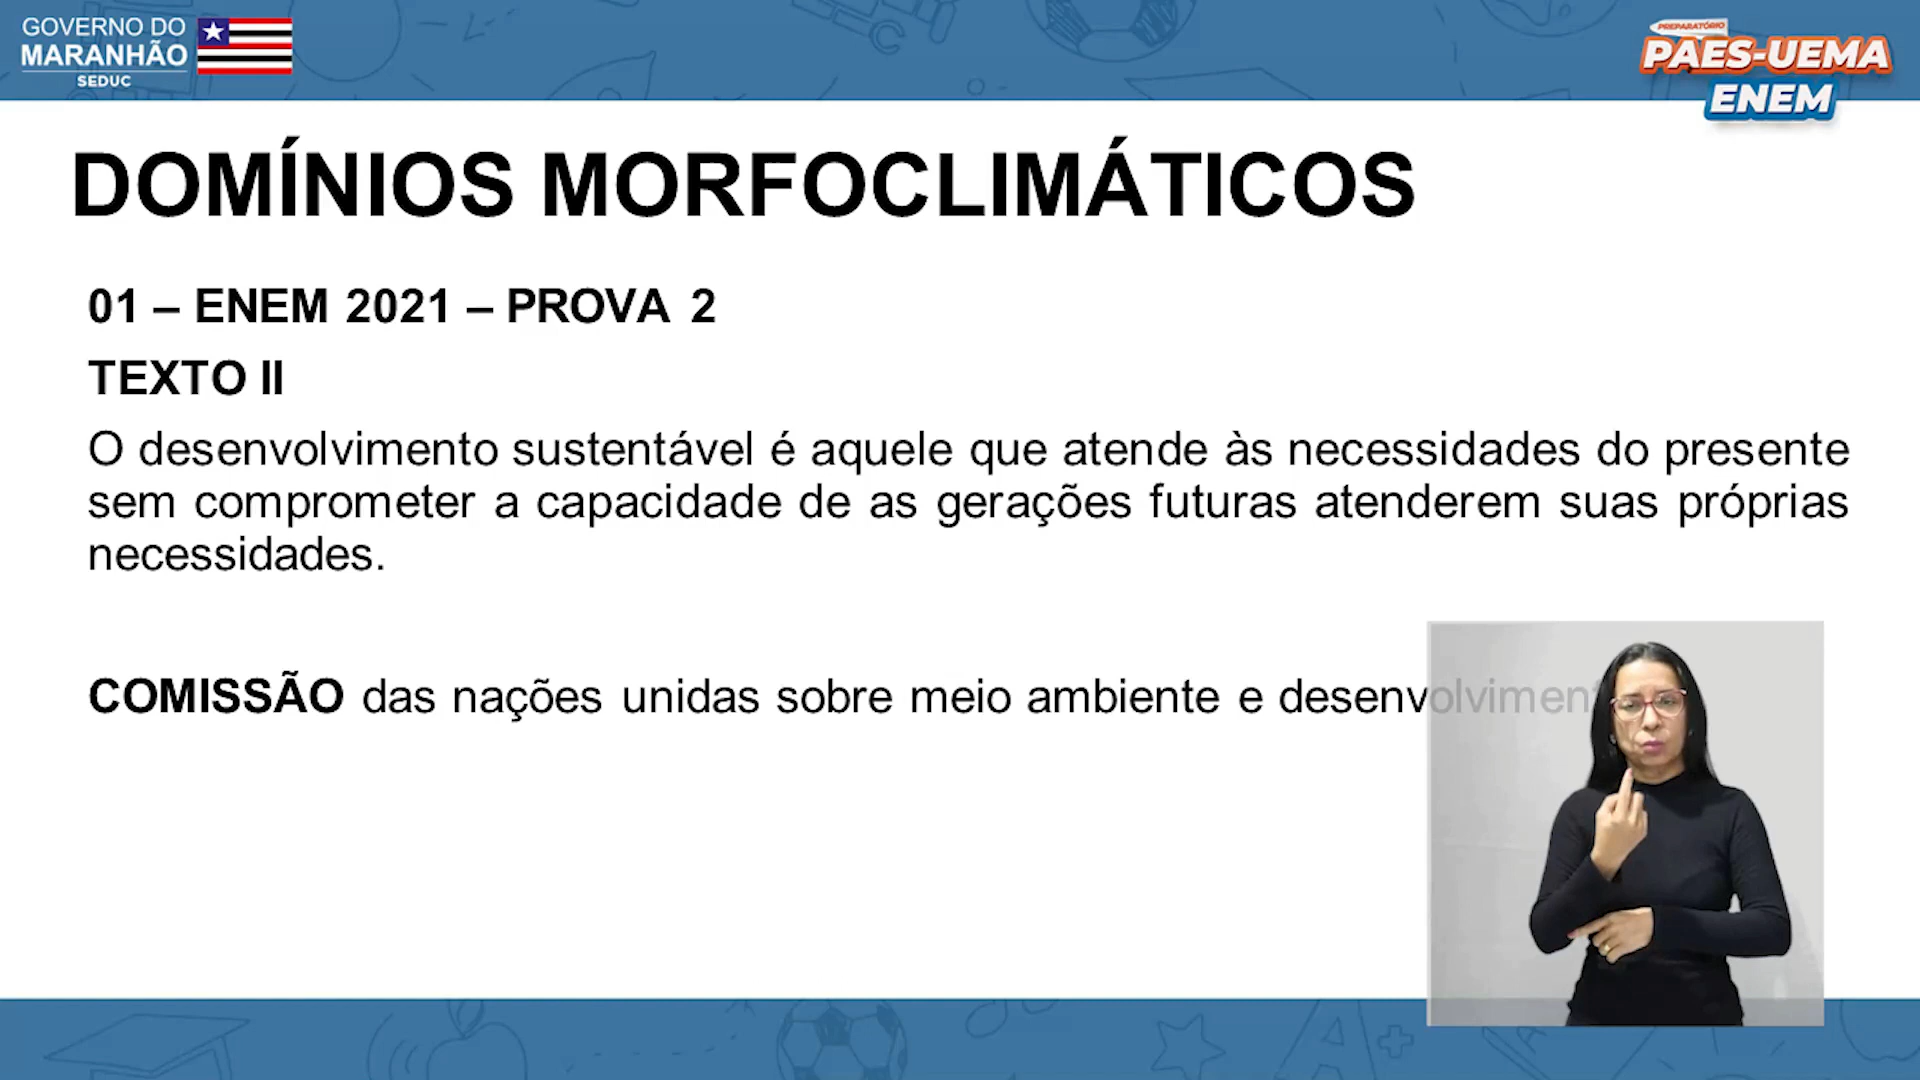 GOVERNO DO
MARANHÃO
SEDUC
PREPARATÓRIO
PAES-UEMA
ENEM
DOMÍNIOS MORFOCLIMÁTICOS
01 – ENEM 2021 – PROVA 2
TEXTO II
O desenvolvimento sustentável é aquele que atende às necessidades do presente
sem comprometer a capacidade de as gerações futuras atenderem suas próprias
necessidades.
COMISSÃO das nações unidas sobre meio ambiente e
A+